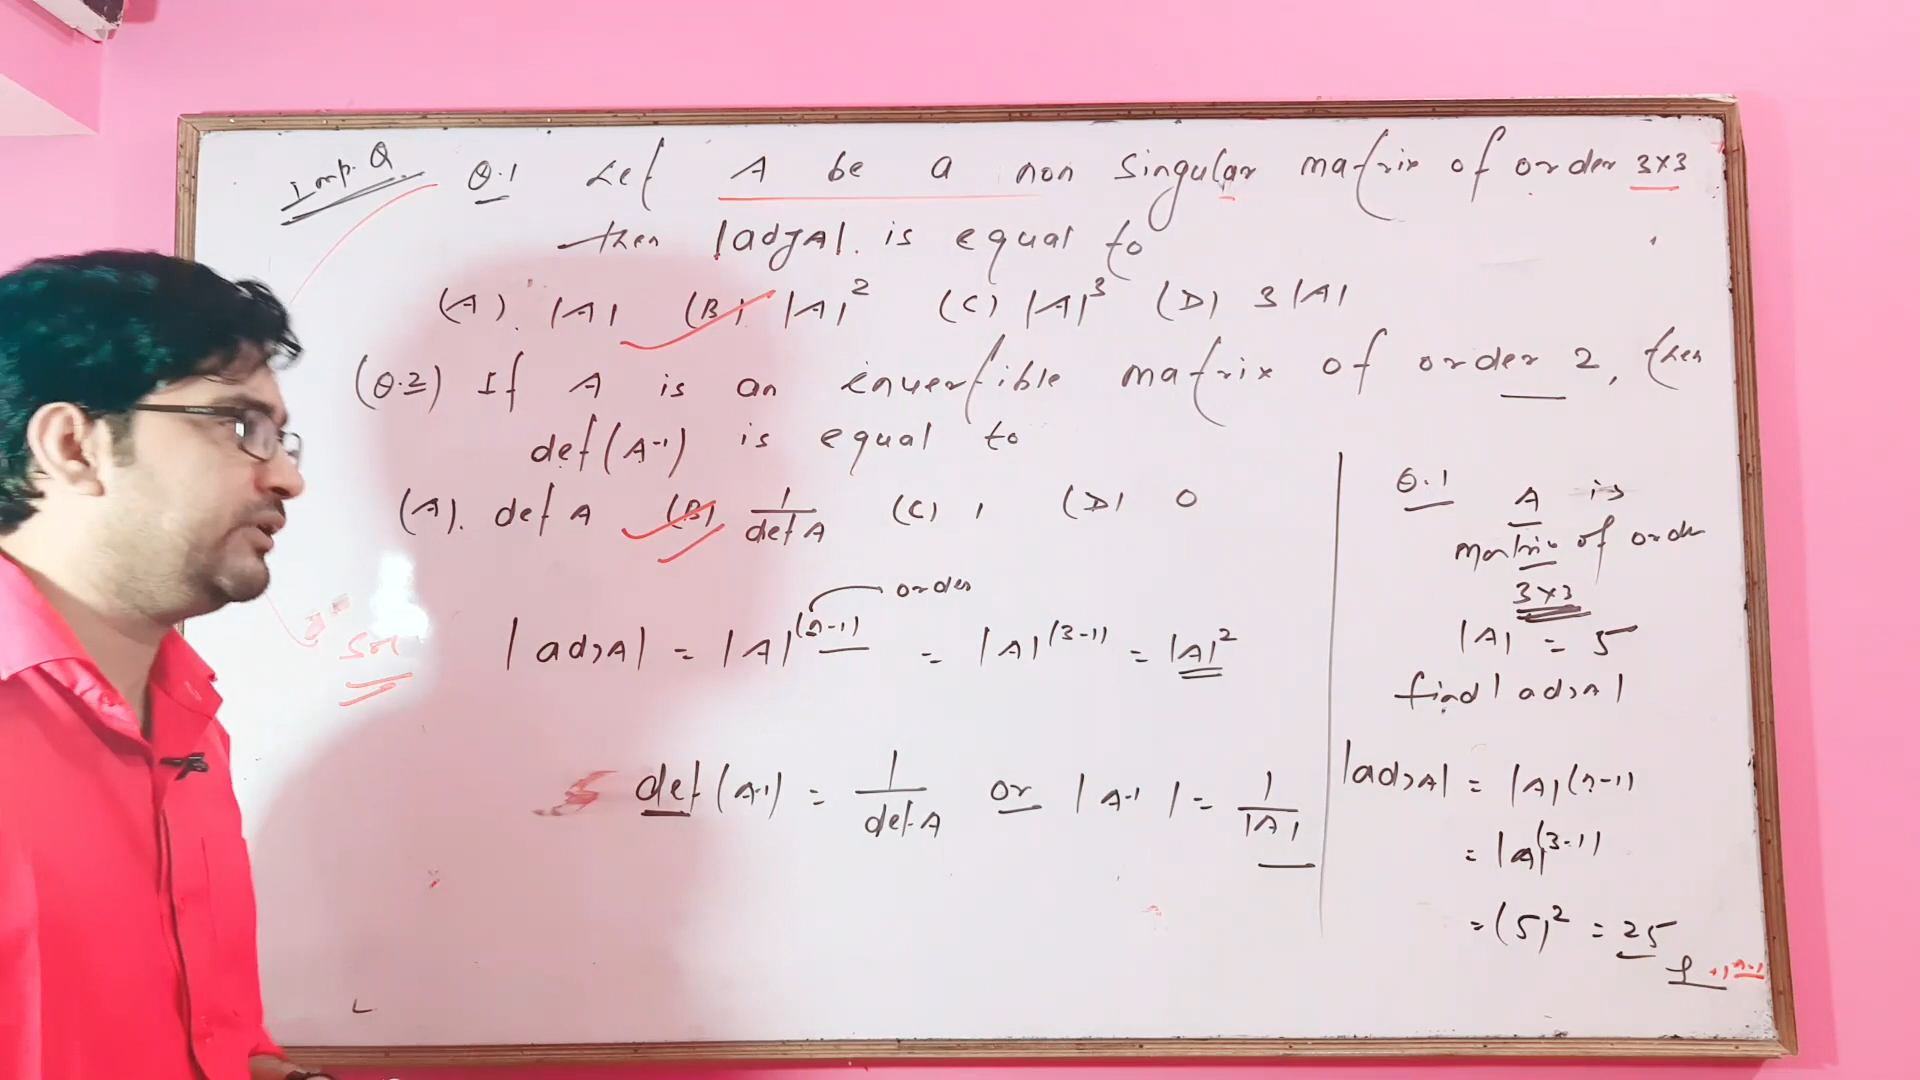 Imp. Q
Q.1 Let A be a non singular matrix of order 3×3
then |adjA|. is equal to
(A). |A| (B) |A|² (C) |A|³ (D) 3|A|
(Q.2) If A is an invertible matrix of order 2, then
det(A⁻¹) is equal to
(A). det A (B) 1/det A (C) 1 (D) 0
Sol
order
|adjA| = |A|⁽ⁿ⁻¹⁾ = |A|⁽³⁻¹⁾ = |A|²
det(A⁻¹) = 1/det A or |A⁻¹| = 1/|A|
Q.1 A is
matrix of order
3×3
|A| = 5
find |adjA|
|adjA| = |A|⁽ⁿ⁻¹⁾
= |A|⁽³⁻¹⁾
= (5)² = 25